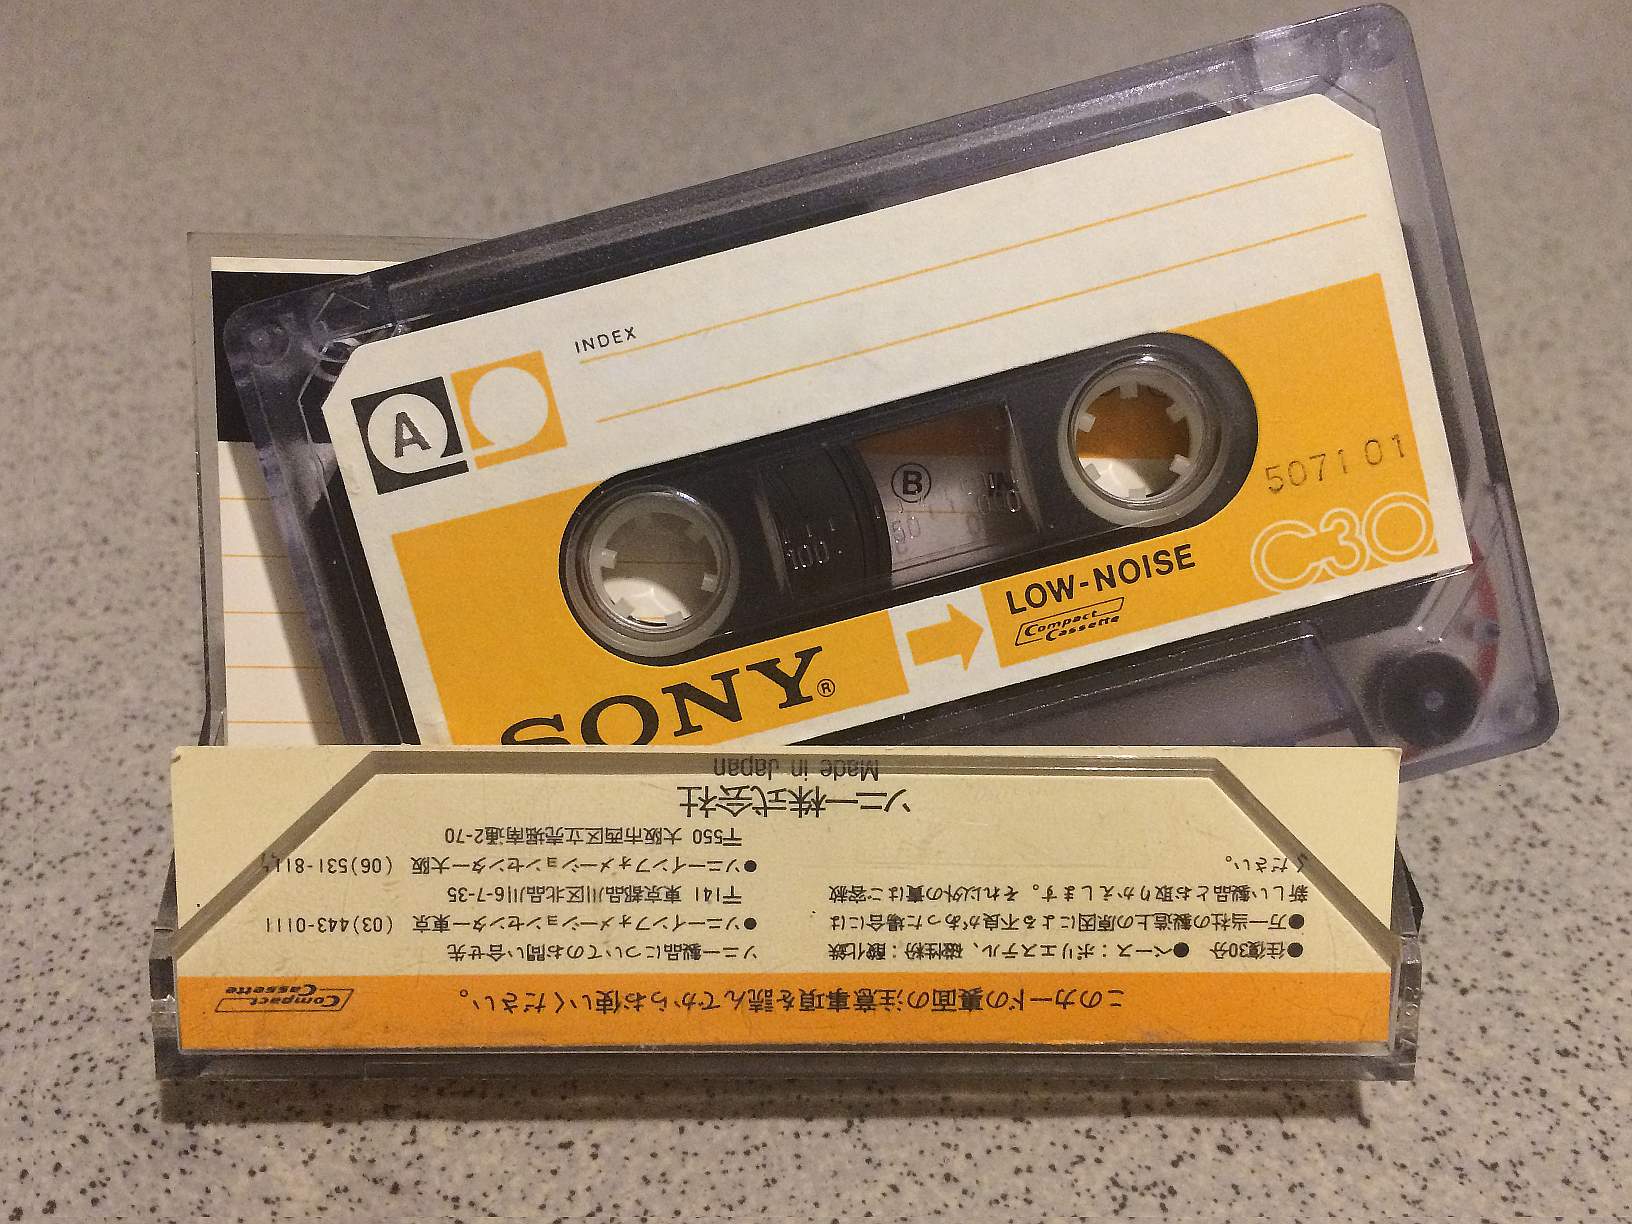 INDEX
A
B
100
50
0
507101
C30
LOW-NOISE
Compact
Cassette
SONY®
このカードの裏面の注意事項を読んでからお使いください。
Compact
Cassette
●往復30分 ●ベース:ポリエステル、磁性粉:酸化鉄
●万一当社の製造上の原因による不良があった場合には
新しい製品とお取りかえします。それ以外の責はご容赦
ください。
ソニー製品についてのお問い合せ先
●ソニーインフォメーションセンター東京 (03)443-0111
〒141 東京都品川区北品川6-7-35
●ソニーインフォメーションセンター大阪 (06)531-811
〒550 大阪市西区立売堀南通2-70
ソニー株式会社
Made in Japan